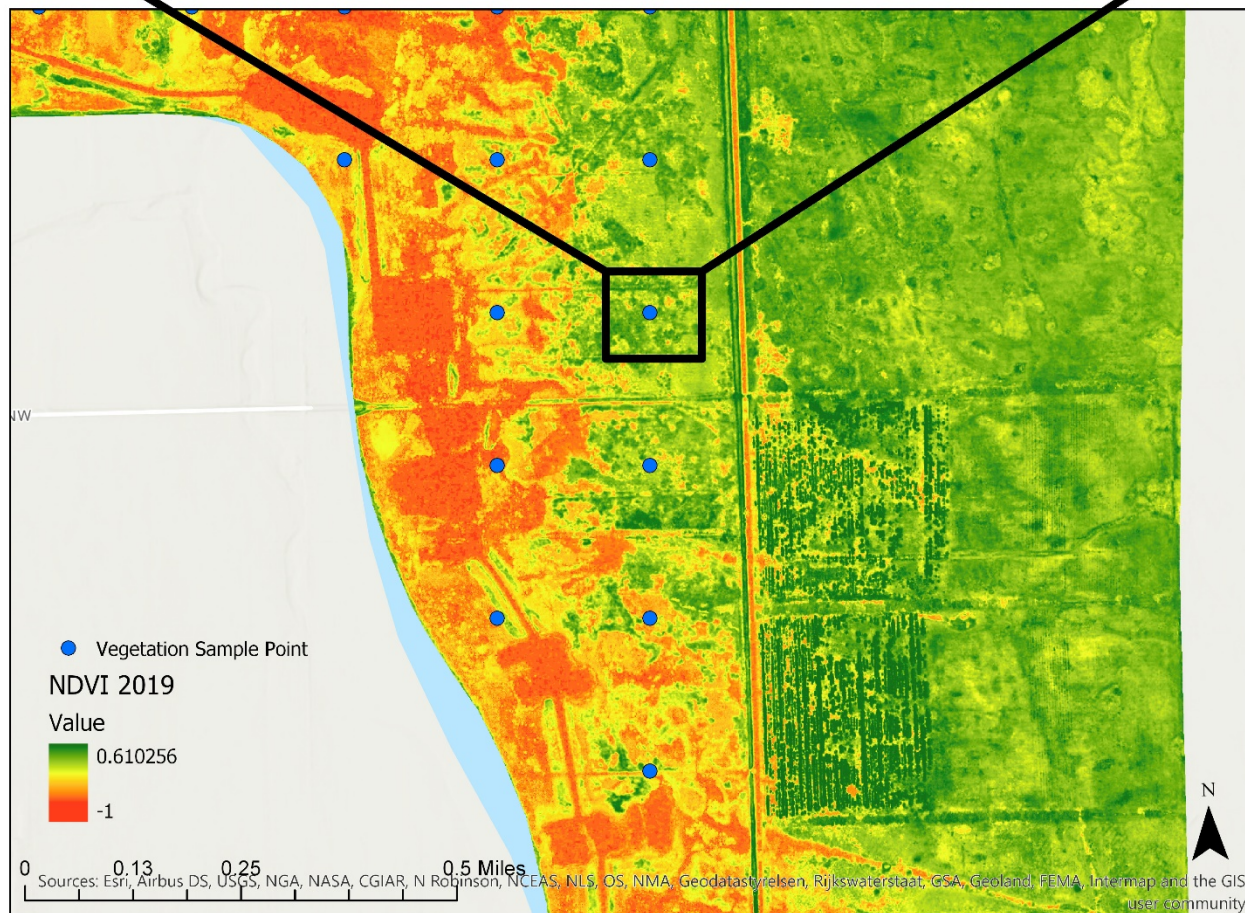 NW
Vegetation Sample Point
NDVI 2019
Value
0.610256
-1
N
0 0.13 0.25 0.5 Miles
Sources: Esri, Airbus DS, USGS, NGA, NASA, CGIAR, N Robinson, NCEAS, NLS, OS, NMA, Geodatastyrelsen, Rijkswaterstaat, GSA, Geoland, FEMA, Intermap and the GIS
user community